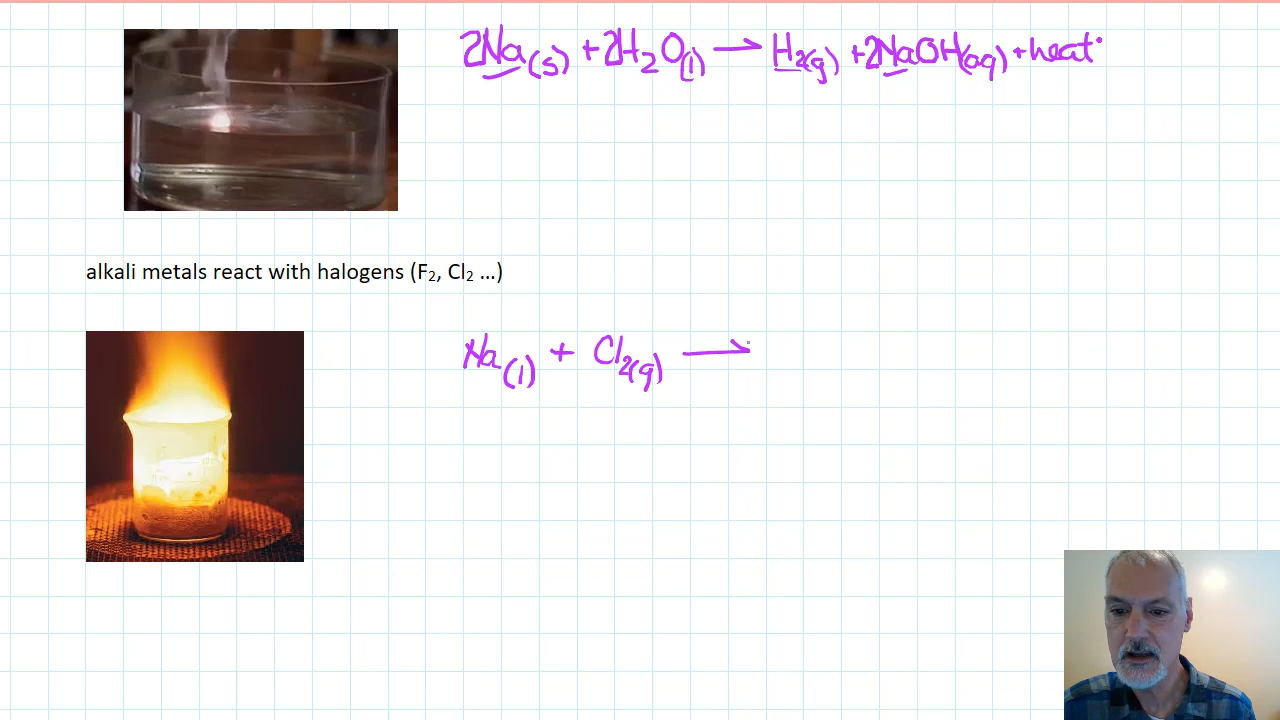 2Na(s) + 2H₂O(l) → H₂(g) + 2NaOH(aq) + heat
alkali metals react with halogens (F₂, Cl₂ ...)
Na(l) + Cl₂(g) →